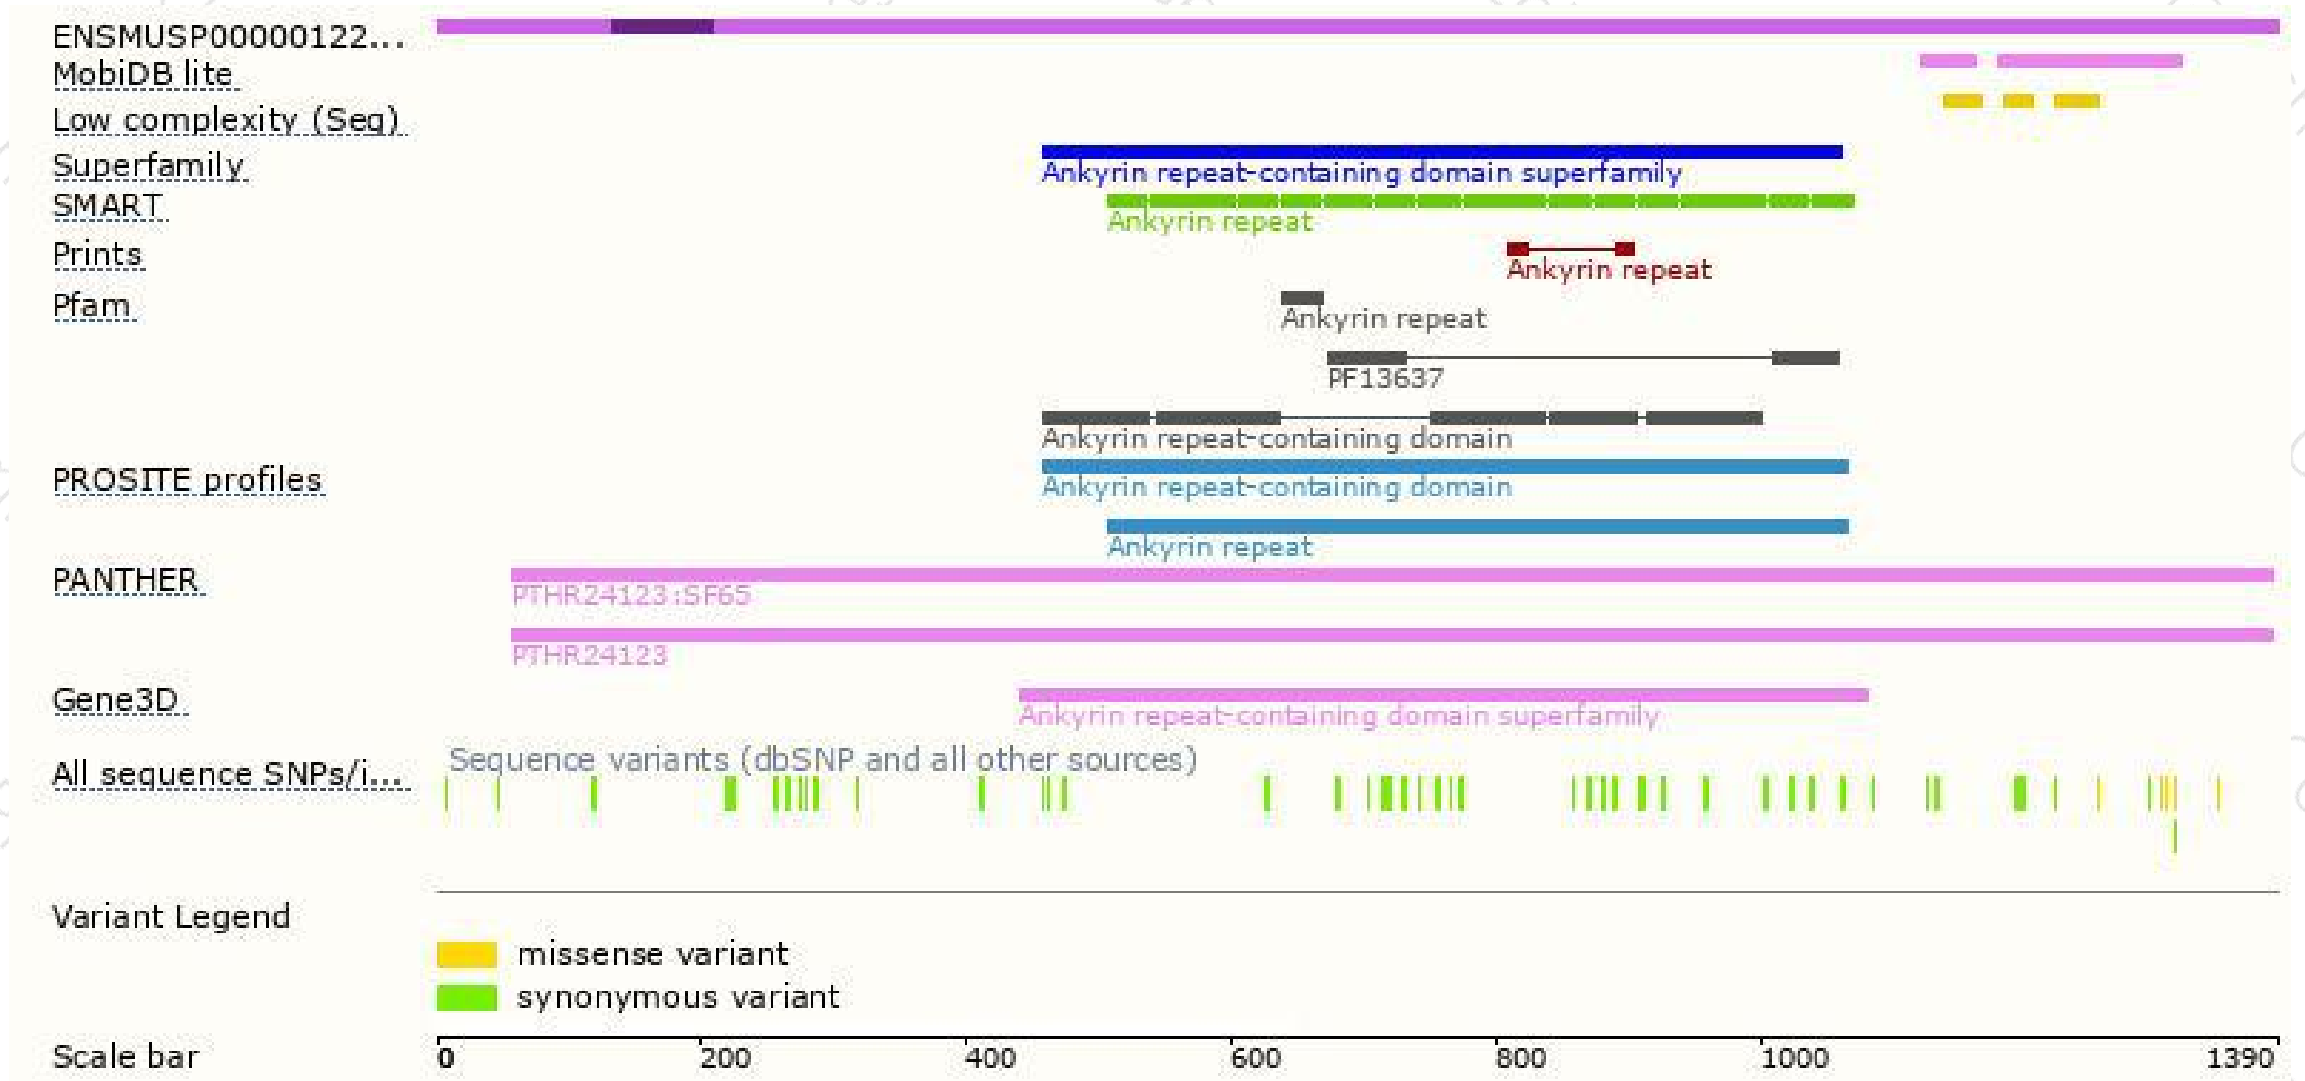 ENSMUSP00000122...
MobiDB lite
Low complexity (Seg)
Superfamily
Ankyrin repeat-containing domain superfamily
SMART
Ankyrin repeat
Prints
Ankyrin repeat
Pfam
Ankyrin repeat
PF13637
Ankyrin repeat-containing domain
PROSITE profiles
Ankyrin repeat-containing domain
Ankyrin repeat
PANTHER
PTHR24123:SF65
PTHR24123
Gene3D
Ankyrin repeat-containing domain superfamily
All sequence SNPs/i...
Sequence variants (dbSNP and all other sources)
Variant Legend
missense variant
synonymous variant
Scale bar
0 200 400 600 800 1000 1390